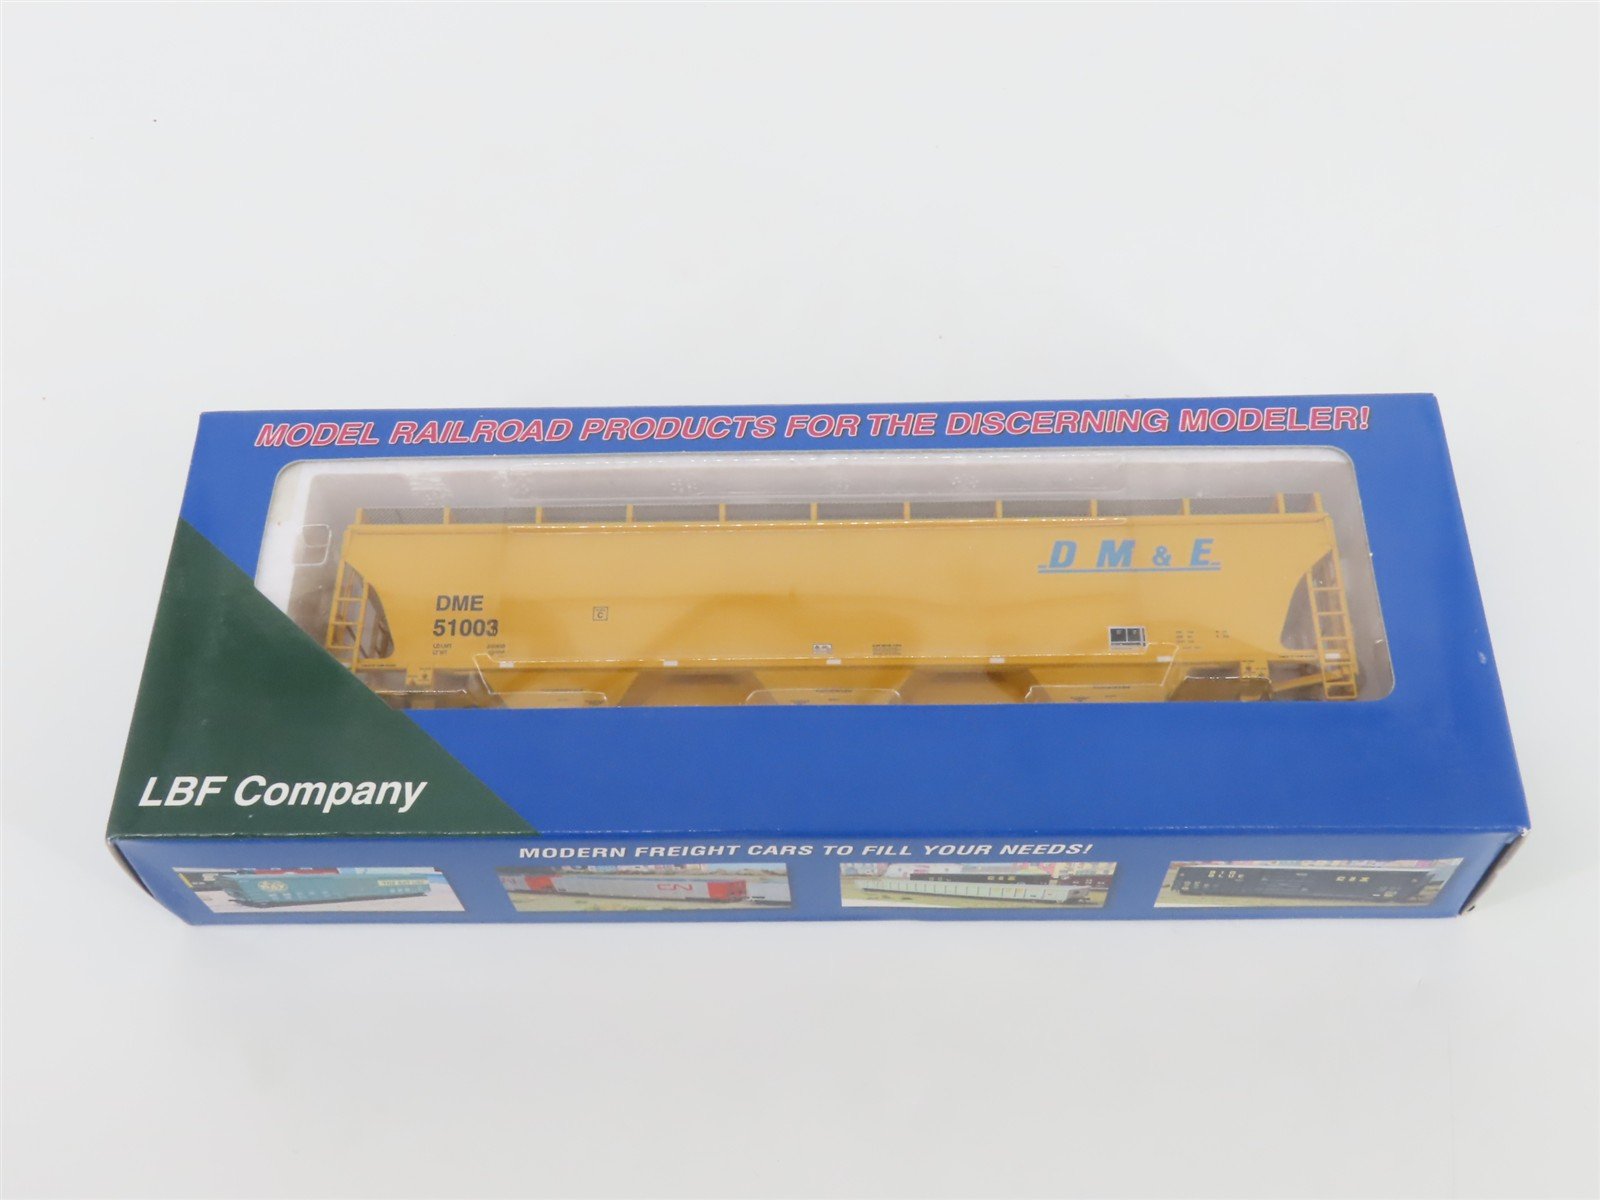 MODEL RAILROAD PRODUCTS FOR THE DISCERNING MODELER!
D M & E
DME
51003
C
LBF Company
MODERN FREIGHT CARS TO FILL YOUR NEEDS!
CN